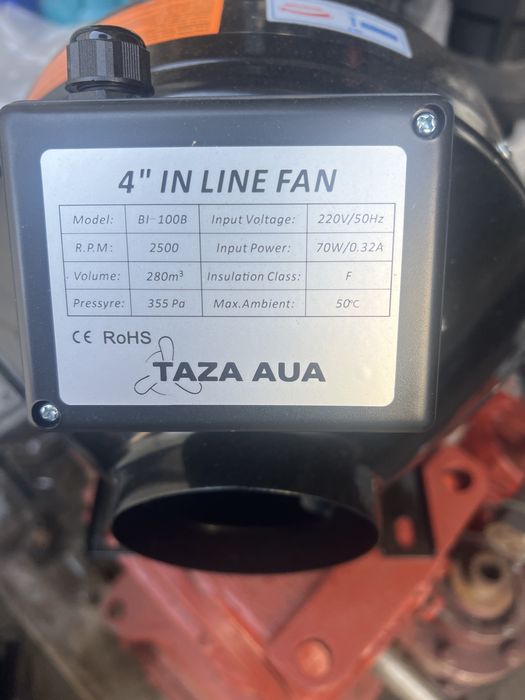 4" IN LINE FAN
Model: BI-100B Input Voltage: 220V/50Hz
R.P.M: 2500 Input Power: 70W/0.32A
Volume: 280m³ Insulation Class: F
Pressyre: 355 Pa Max.Ambient: 50℃
CE RoHS
TAZA AUA